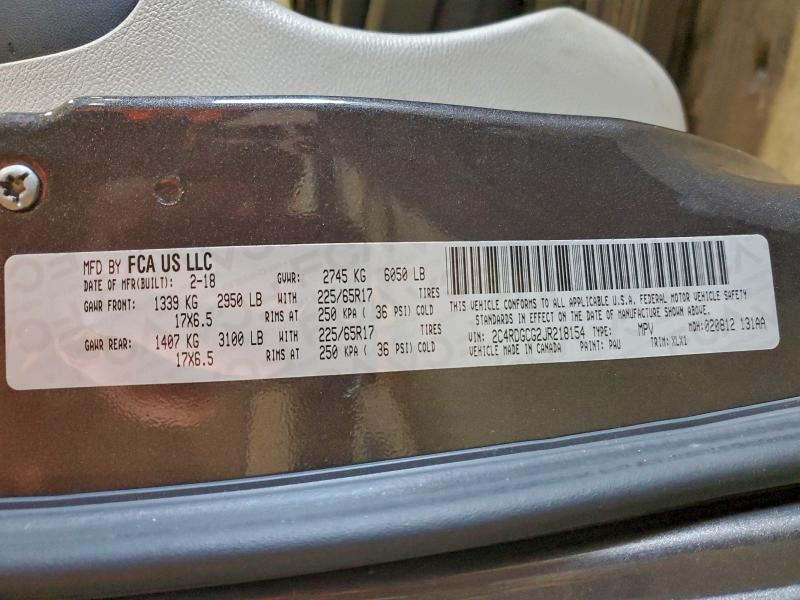 MFD BY FCA US LLC
DATE OF MFR(BUILT): 2-18 GVWR: 2745 KG 6050 LB
GAWR FRONT: 1339 KG 2950 LB WITH 225/65R17 TIRES
17X6.5 RIMS AT 250 KPA ( 36 PSI) COLD
GAWR REAR: 1407 KG 3100 LB WITH 225/65R17 TIRES
17X6.5 RIMS AT 250 KPA ( 36 PSI) COLD
THIS VEHICLE CONFORMS TO ALL APPLICABLE U.S.A. FEDERAL MOTOR VEHICLE SAFETY
STANDARDS IN EFFECT ON THE DATE OF MANUFACTURE SHOWN ABOVE.
VIN: 2C4RDGCG2JR218154 TYPE: MPV MDH: 020812 131AA
VEHICLE MADE IN CANADA PAINT: PAU TRIM: XLX1